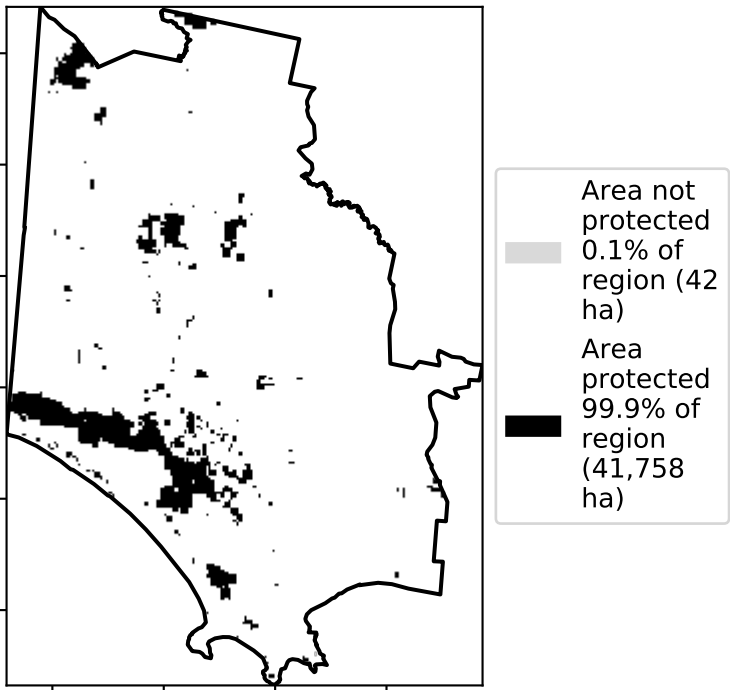 Area not
protected
0.1% of
region (42
ha)
Area
protected
99.9% of
region
(41,758
ha)